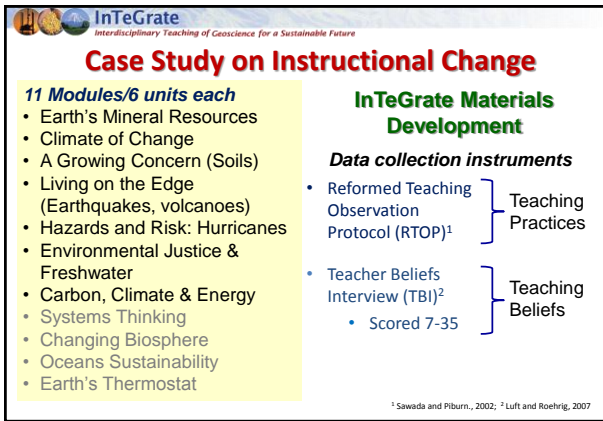 InTeGrate
Interdisciplinary Teaching of Geoscience for a Sustainable Future
Case Study on Instructional Change
11 Modules/6 units each
• Earth's Mineral Resources
• Climate of Change
• A Growing Concern (Soils)
• Living on the Edge
(Earthquakes, volcanoes)
• Hazards and Risk: Hurricanes
• Environmental Justice &
Freshwater
• Carbon, Climate & Energy
• Systems Thinking
• Changing Biosphere
• Oceans Sustainability
• Earth's Thermostat
InTeGrate Materials
Development
Data collection instruments
• Reformed Teaching
Observation
Protocol (RTOP)¹
Teaching
Practices
• Teacher Beliefs
Interview (TBI)²
• Scored 7-35
Teaching
Beliefs
¹ Sawada and Piburn., 2002; ² Luft and Roehrig, 2007